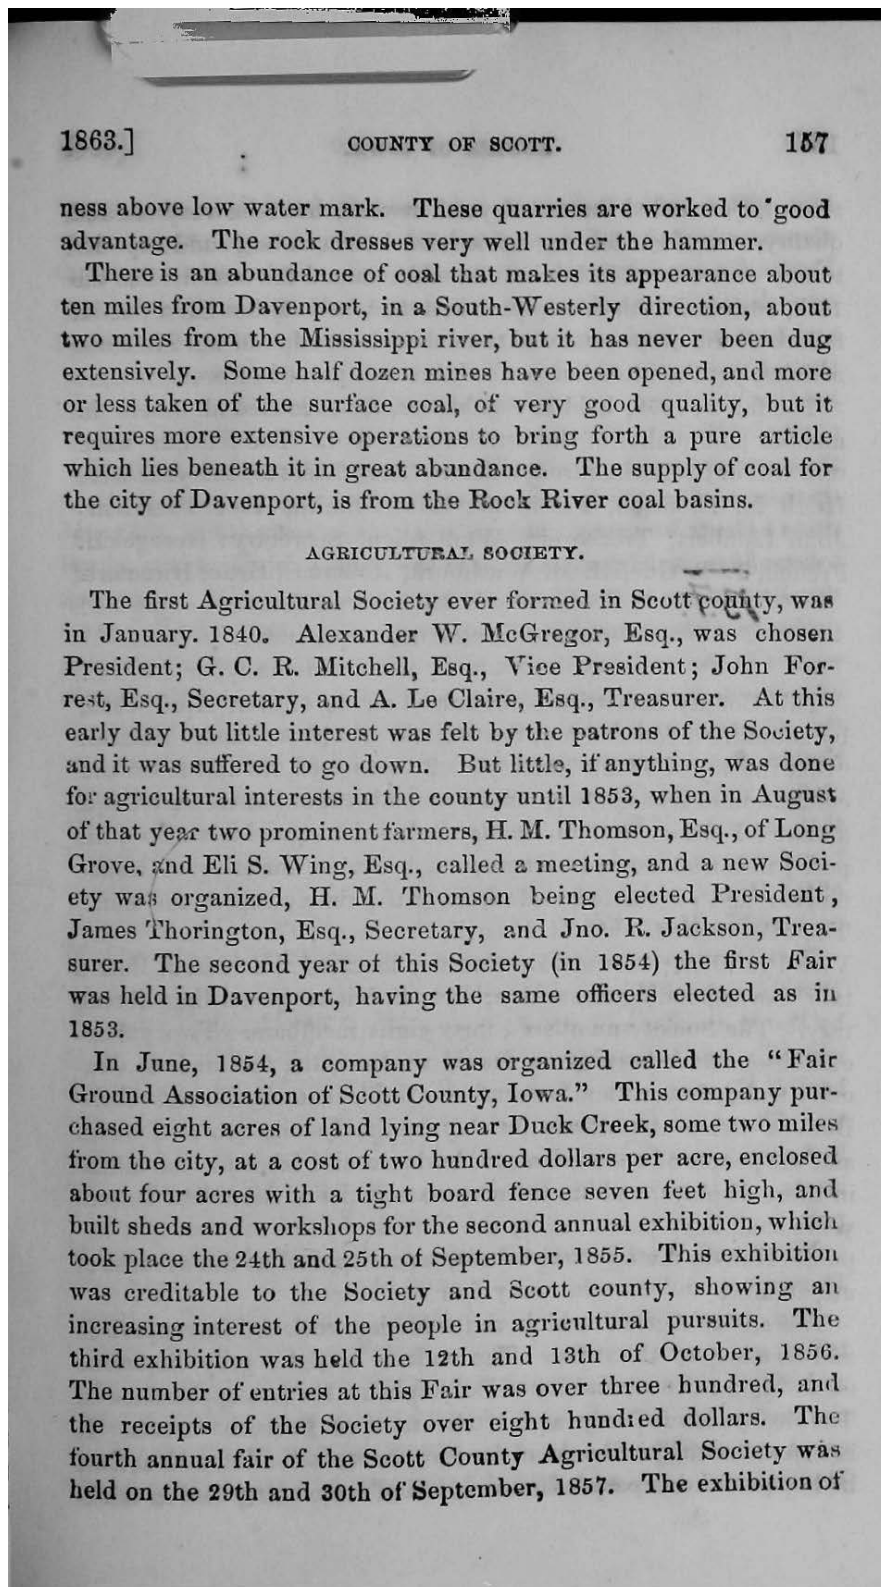 1863.] COUNTY OF SCOTT. 157
ness above low water mark. These quarries are worked to good
advantage. The rock dresses very well under the hammer.
There is an abundance of coal that makes its appearance about
ten miles from Davenport, in a South-Westerly direction, about
two miles from the Mississippi river, but it has never been dug
extensively. Some half dozen mines have been opened, and more
or less taken of the surface coal, of very good quality, but it
requires more extensive operations to bring forth a pure article
which lies beneath it in great abundance. The supply of coal for
the city of Davenport, is from the Rock River coal basins.
AGRICULTURAL SOCIETY.
The first Agricultural Society ever formed in Scott county, was
in January. 1840. Alexander W. McGregor, Esq., was chosen
President; G. C. R. Mitchell, Esq., Vice President; John For-
rest, Esq., Secretary, and A. Le Claire, Esq., Treasurer. At this
early day but little interest was felt by the patrons of the Society,
and it was suffered to go down. But little, if anything, was done
for agricultural interests in the county until 1853, when in August
of that year two prominent farmers, H. M. Thomson, Esq., of Long
Grove, and Eli S. Wing, Esq., called a meeting, and a new Soci-
ety was organized, H. M. Thomson being elected President,
James Thorington, Esq., Secretary, and Jno. R. Jackson, Trea-
surer. The second year of this Society (in 1854) the first Fair
was held in Davenport, having the same officers elected as in
1853.
In June, 1854, a company was organized called the "Fair
Ground Association of Scott County, Iowa." This company pur-
chased eight acres of land lying near Duck Creek, some two miles
from the city, at a cost of two hundred dollars per acre, enclosed
about four acres with a tight board fence seven feet high, and
built sheds and workshops for the second annual exhibition, which
took place the 24th and 25th of September, 1855. This exhibition
was creditable to the Society and Scott county, showing an
increasing interest of the people in agricultural pursuits. The
third exhibition was held the 12th and 13th of October, 1856.
The number of entries at this Fair was over three hundred, and
the receipts of the Society over eight hundred dollars. The
fourth annual fair of the Scott County Agricultural Society was
held on the 29th and 30th of September, 1857. The exhibition of